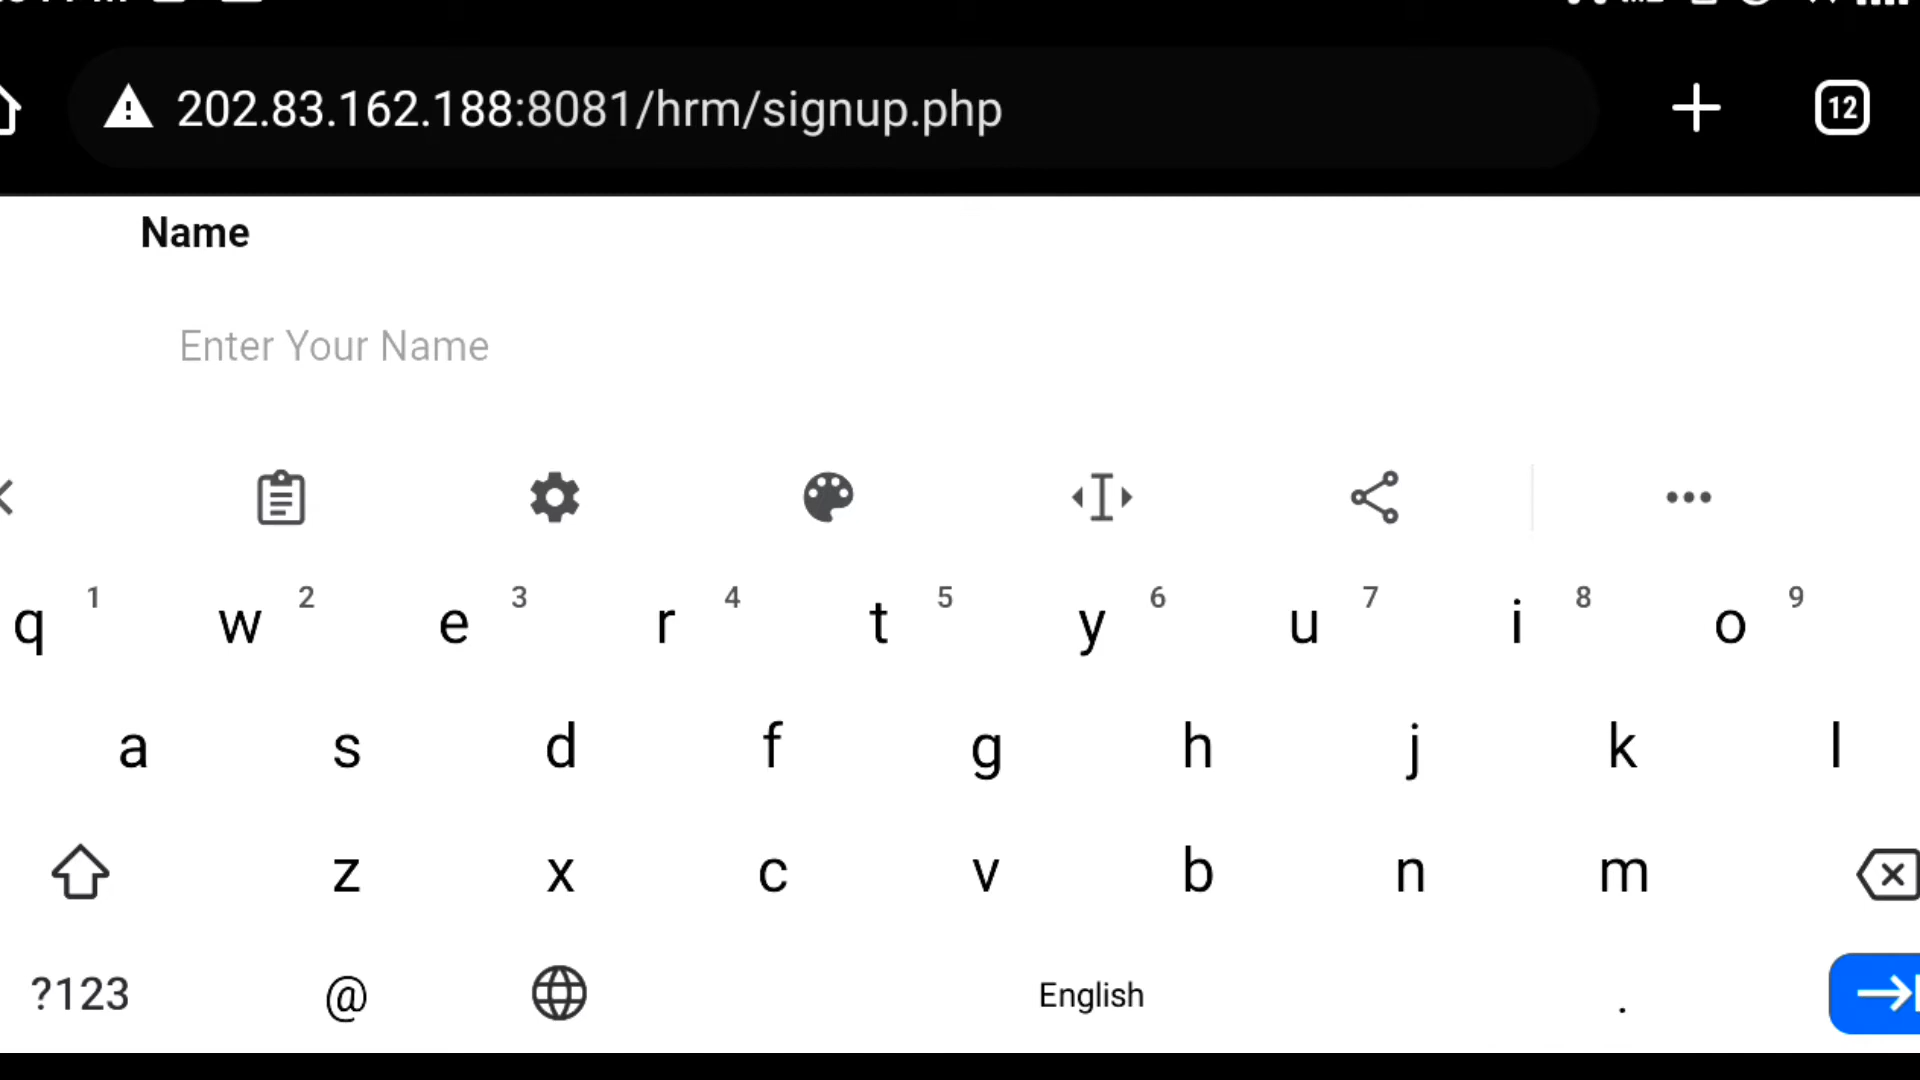 202.83.162.188:8081/hrm/signup.php
12
Name
Enter Your Name
q 1 w 2 e 3 r 4 t 5 y 6 u 7 i 8 o 9
a s d f g h j k l
z x c v b n m
?123 @ English .